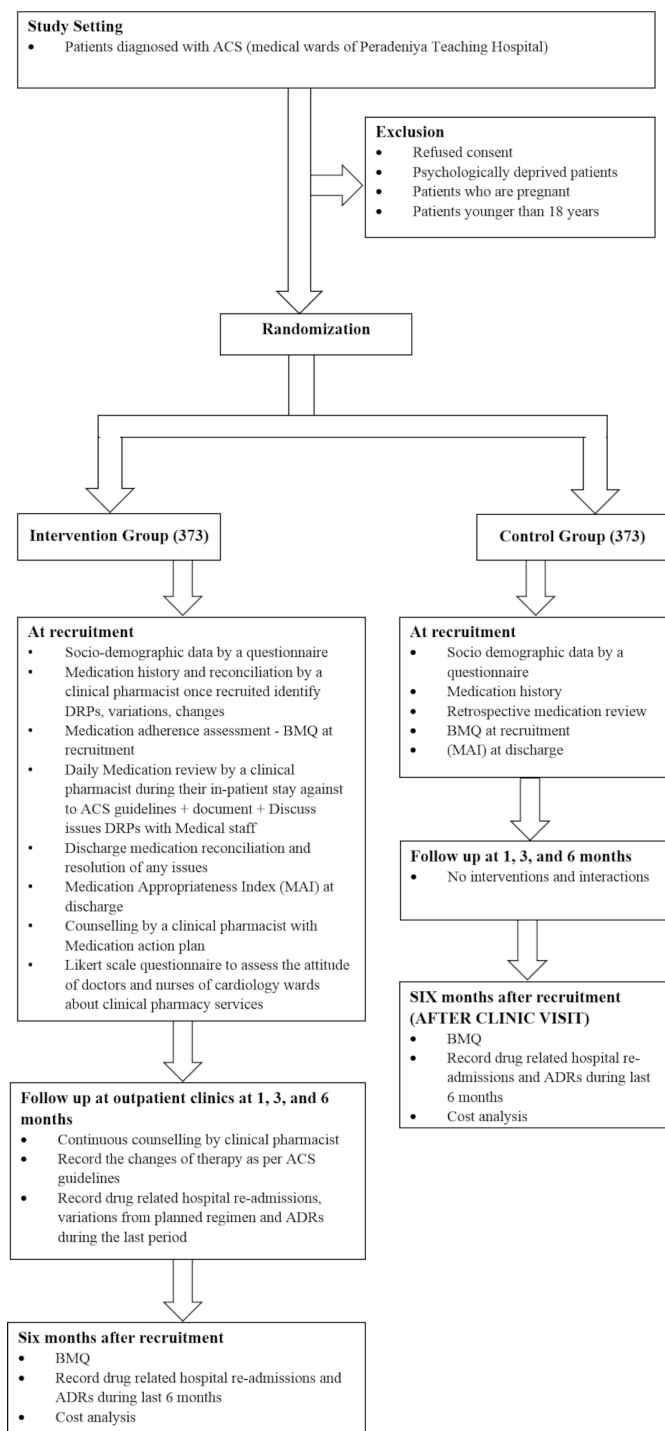 Study Setting
• Patients diagnosed with ACS (medical wards of Peradeniya Teaching Hospital)
Exclusion
• Refused consent
• Psychologically deprived patients
• Patients who are pregnant
• Patients younger than 18 years
Randomization
Intervention Group (373)
Control Group (373)
At recruitment
• Socio-demographic data by a questionnaire
• Medication history and reconciliation by a
clinical pharmacist once recruited identify
DRPs, variations, changes
• Medication adherence assessment - BMQ at
recruitment
• Daily Medication review by a clinical
pharmacist during their in-patient stay against
to ACS guidelines + document + Discuss
issues DRPs with Medical staff
• Discharge medication reconciliation and
resolution of any issues
• Medication Appropriateness Index (MAI) at
discharge
• Counselling by a clinical pharmacist with
Medication action plan
• Likert scale questionnaire to assess the attitude
of doctors and nurses of cardiology wards
about clinical pharmacy services
At recruitment
• Socio demographic data by a
questionnaire
• Medication history
• Retrospective medication review
• BMQ at recruitment
• (MAI) at discharge
Follow up at 1, 3, and 6 months
• No interventions and interactions
SIX months after recruitment
(AFTER CLINIC VISIT)
• BMQ
• Record drug related hospital re-
admissions and ADRs during last
6 months
• Cost analysis
Follow up at outpatient clinics at 1, 3, and 6
months
• Continuous counselling by clinical pharmacist
• Record the changes of therapy as per ACS
guidelines
• Record drug related hospital re-admissions,
variations from planned regimen and ADRs
during the last period
Six months after recruitment
• BMQ
• Record drug related hospital re-admissions and
ADRs during last 6 months
• Cost analysis